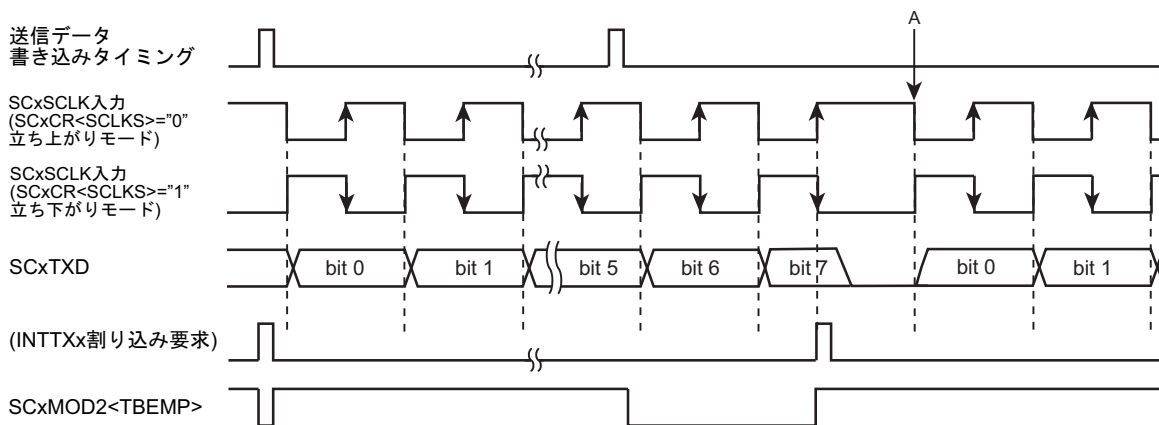 A
送信データ
書き込みタイミング
SCxSCLK入力
(SCxCR<SCLKS>="0"
立ち上がりモード)
SCxSCLK入力
(SCxCR<SCLKS>="1"
立ち下がりモード)
SCxTXD
bit 0
bit 1
bit 5
bit 6
bit 7
bit 0
bit 1
(INTTXx割り込み要求)
SCxMOD2<TBEMP>